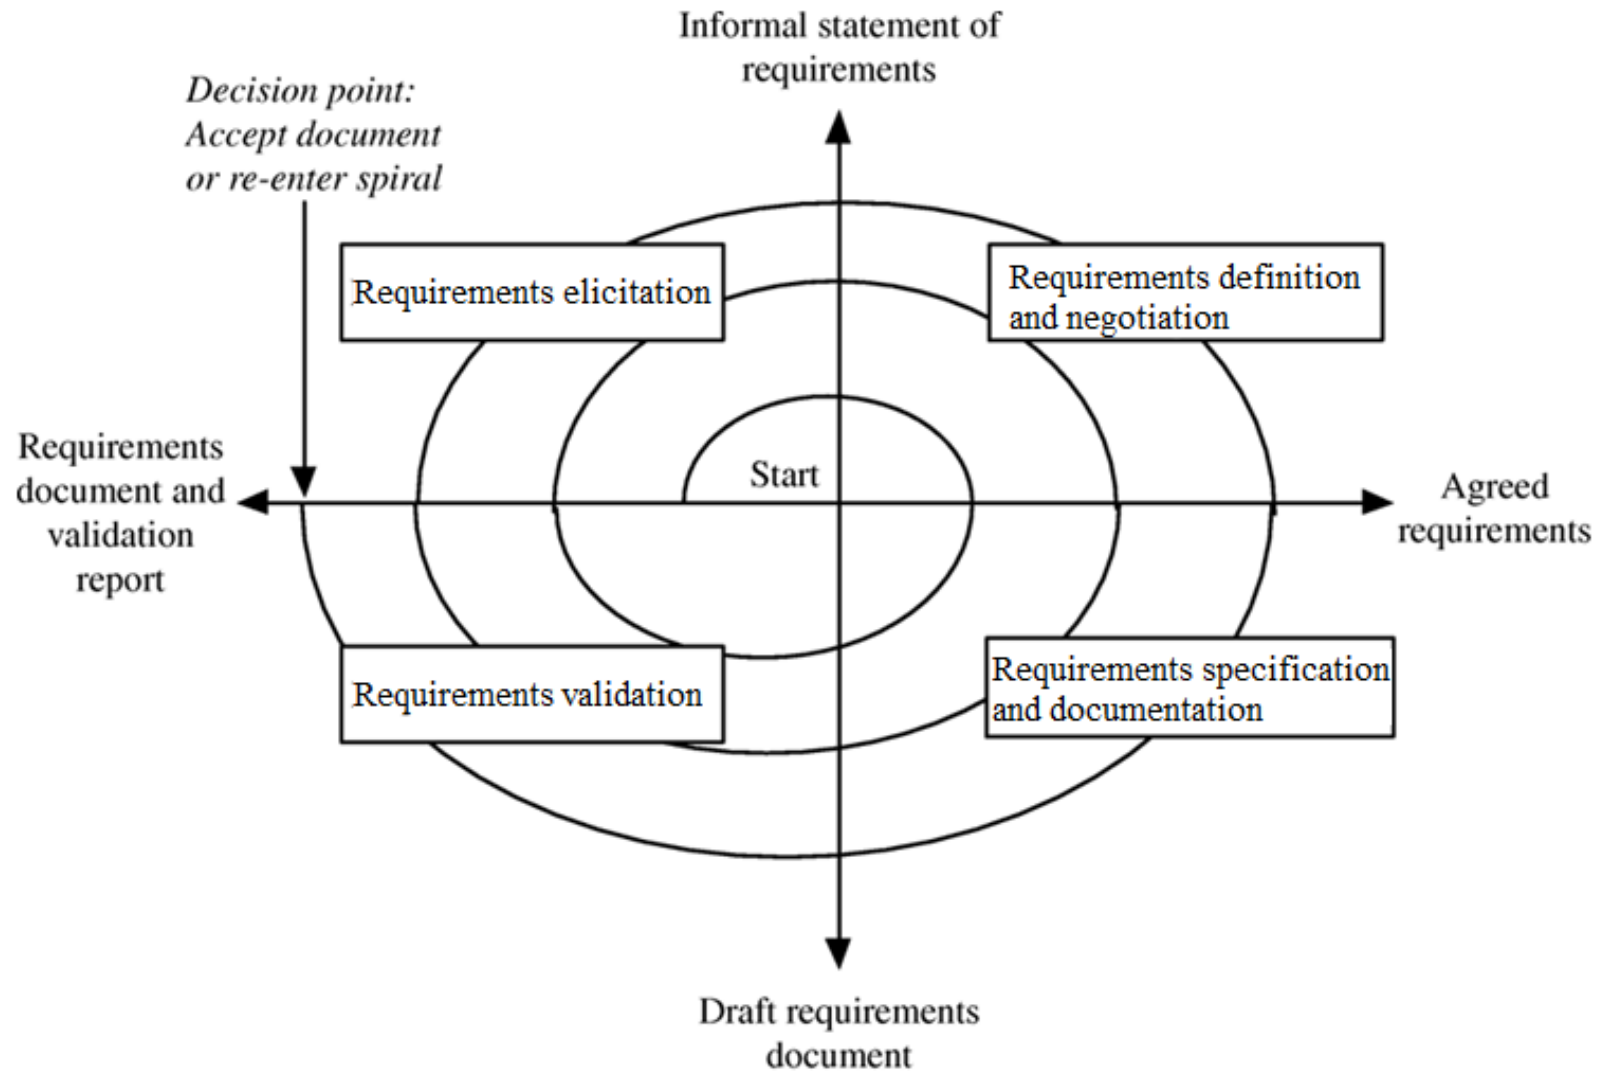 Informal statement of
requirements
Decision point:
Accept document
or re-enter spiral
Requirements elicitation
Requirements definition
and negotiation
Requirements
document and
validation
report
Start
Agreed
requirements
Requirements validation
Requirements specification
and documentation
Draft requirements
document